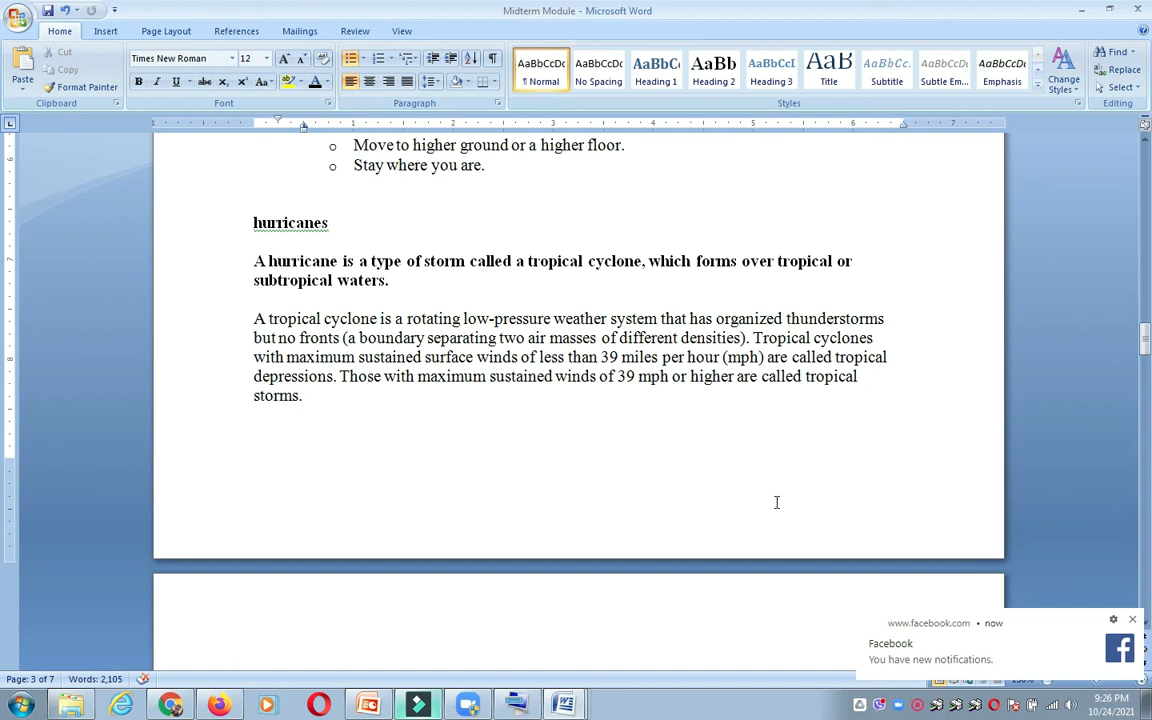 Midterm Module - Microsoft Word
Home Insert Page Layout References Mailings Review View
Cut
Copy
Format Painter
Paste
Clipboard
Times New Roman 12
Font
Paragraph
AaBbCcDc AaBbCcDc AaBbC AaBbCc AaBbCcI AaB AaBbCc. AaBbCcDc AaBbCcDc
¶ Normal No Spacing Heading 1 Heading 2 Heading 3 Title Subtitle Subtle Em... Emphasis
Change Styles
Styles
Find
Replace
Select
Editing
o Move to higher ground or a higher floor.
o Stay where you are.
hurricanes
A hurricane is a type of storm called a tropical cyclone, which forms over tropical or
subtropical waters.
A tropical cyclone is a rotating low-pressure weather system that has organized thunderstorms
but no fronts (a boundary separating two air masses of different densities). Tropical cyclones
with maximum sustained surface winds of less than 39 miles per hour (mph) are called tropical
depressions. Those with maximum sustained winds of 39 mph or higher are called tropical
storms.
www.facebook.com • now
Facebook
You have new notifications.
Page: 3 of 7 Words: 2,105
9:26 PM
10/24/2021